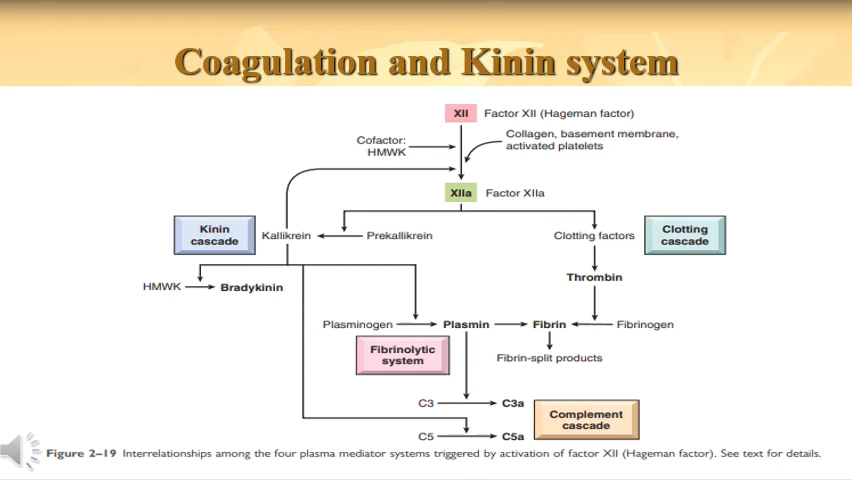 Coagulation and Kinin system
XII
Factor XII (Hageman factor)
Cofactor:
HMWK
Collagen, basement membrane,
activated platelets
XIIa
Factor XIIa
Kinin
cascade
Kallikrein
Prekallikrein
Clotting factors
Clotting
cascade
HMWK
Bradykinin
Thrombin
Plasminogen
Plasmin
Fibrin
Fibrinogen
Fibrinolytic
system
Fibrin-split products
C3
C3a
Complement
cascade
C5
C5a
Figure 2–19 Interrelationships among the four plasma mediator systems triggered by activation of factor XII (Hageman factor). See text for details.